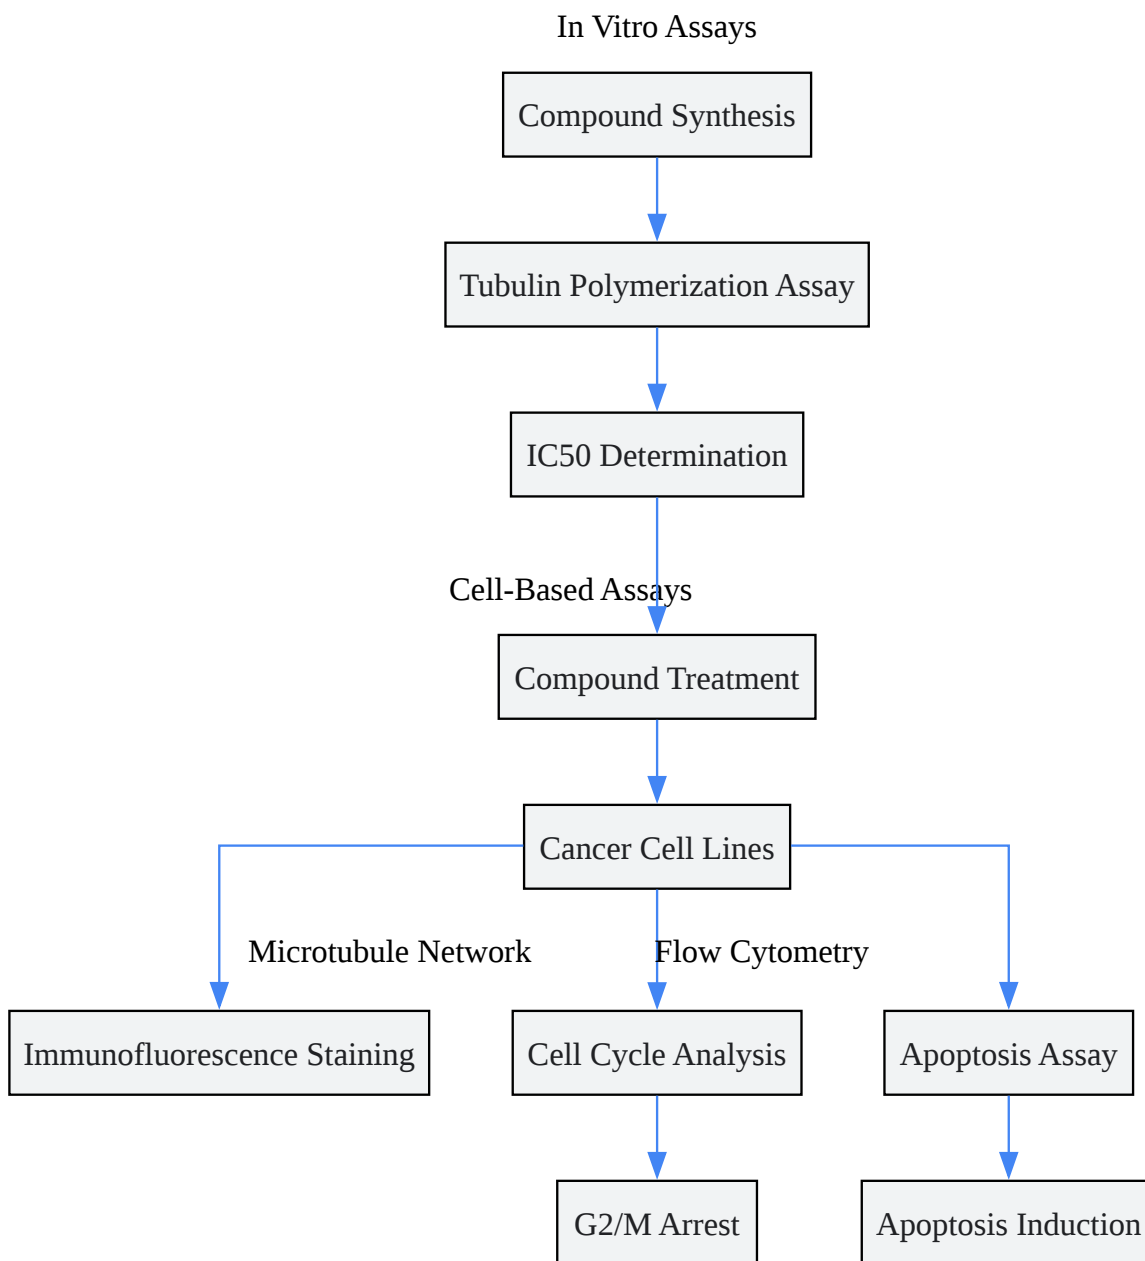 In Vitro Assays
Compound Synthesis
Tubulin Polymerization Assay
IC50 Determination
Cell-Based Assays
Compound Treatment
Cancer Cell Lines
Microtubule Network
Flow Cytometry
Immunofluorescence Staining
Cell Cycle Analysis
Apoptosis Assay
G2/M Arrest
Apoptosis Induction